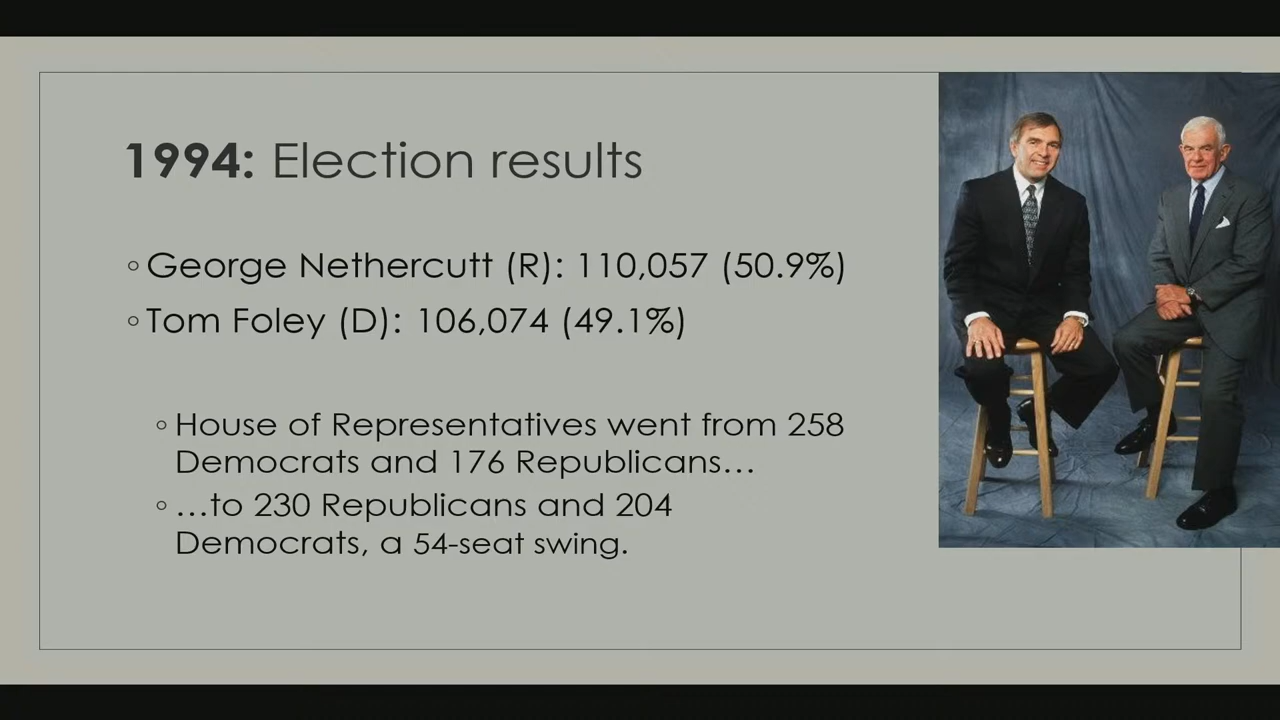 1994: Election results
◦ George Nethercutt (R): 110,057 (50.9%)
◦ Tom Foley (D): 106,074 (49.1%)
◦ House of Representatives went from 258
Democrats and 176 Republicans…
◦ …to 230 Republicans and 204
Democrats, a 54-seat swing.